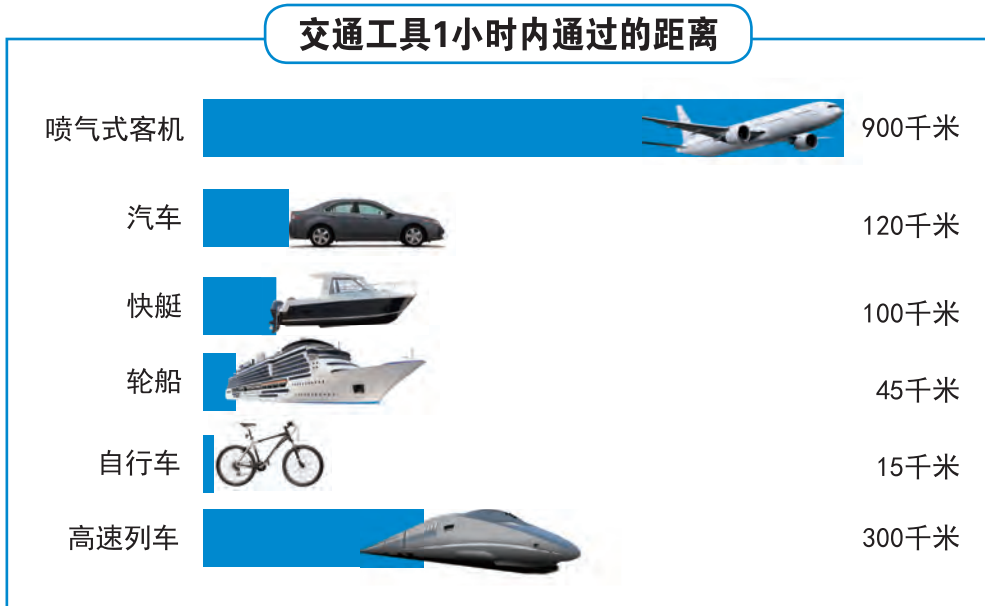 交通工具1小时内通过的距离
喷气式客机 900千米
汽车 120千米
快艇 100千米
轮船 45千米
自行车 15千米
高速列车 300千米